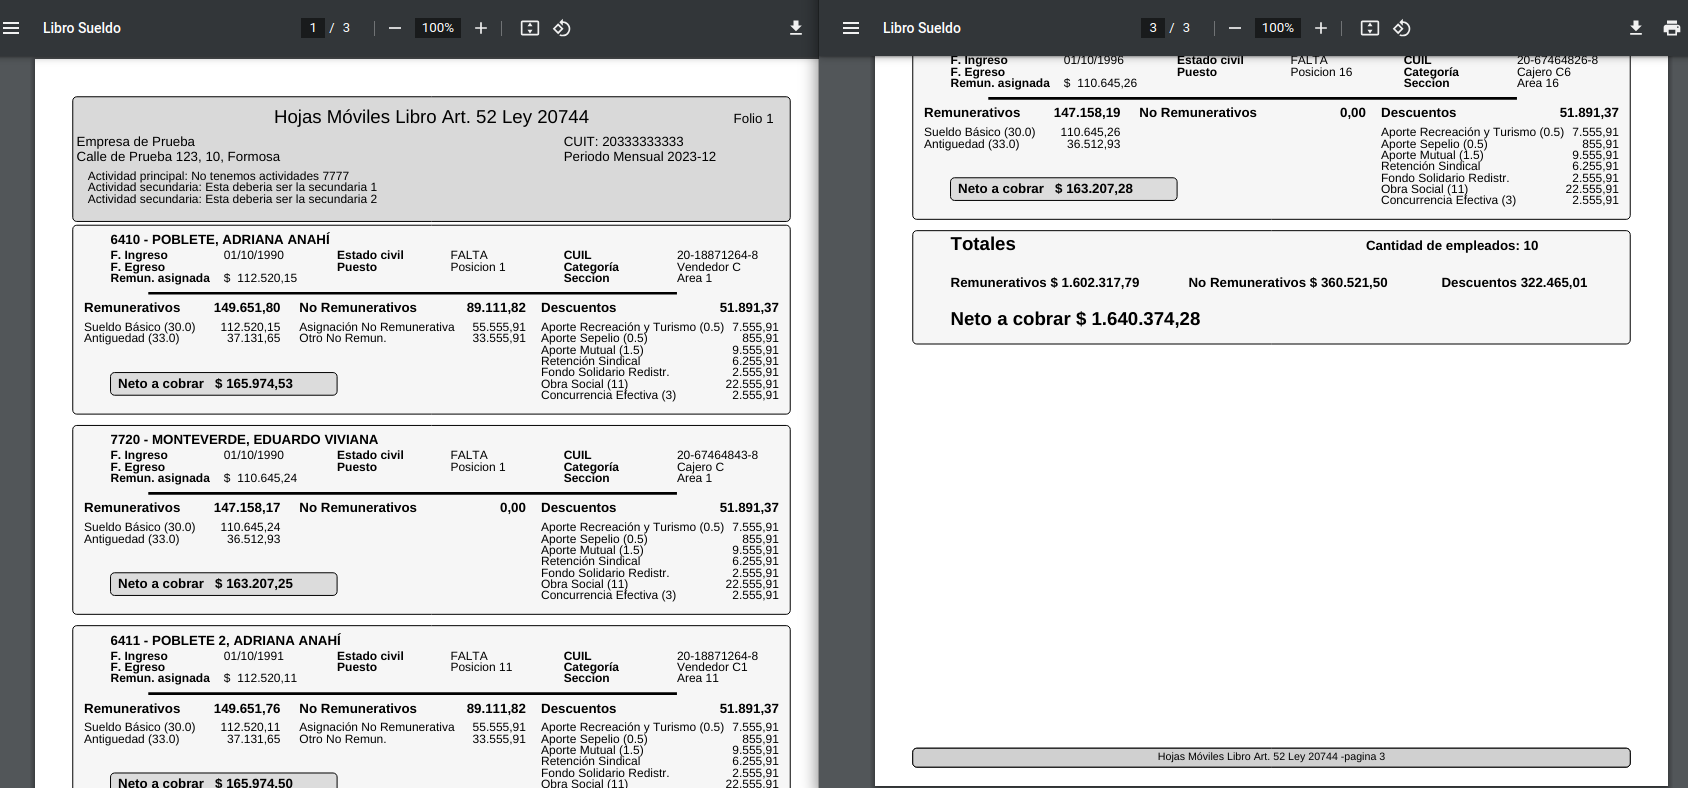 Libro Sueldo
1 / 3
100%
Hojas Móviles Libro Art. 52 Ley 20744
Folio 1
Empresa de Prueba
CUIT: 20333333333
Calle de Prueba 123, 10, Formosa
Periodo Mensual 2023-12
Actividad principal: No tenemos actividades 7777
Actividad secundaria: Esta deberia ser la secundaria 1
Actividad secundaria: Esta deberia ser la secundaria 2
6410 - POBLETE, ADRIANA ANAHÍ
F. Ingreso 01/10/1990 Estado civil FALTA CUIL 20-18871264-8
F. Egreso Puesto Posicion 1 Categoría Vendedor C
Remun. asignada $ 112.520,15 Seccion Area 1
Remunerativos 149.651,80 No Remunerativos 89.111,82 Descuentos 51.891,37
Sueldo Básico (30.0) 112.520,15 Asignación No Remunerativa 55.555,91 Aporte Recreación y Turismo (0.5) 7.555,91
Antiguedad (33.0) 37.131,65 Otro No Remun. 33.555,91 Aporte Sepelio (0.5) 855,91
Aporte Mutual (1.5) 9.555,91
Retención Sindical 6.255,91
Fondo Solidario Redistr. 2.555,91
Neto a cobrar $ 165.974,53 Obra Social (11) 22.555,91
Concurrencia Efectiva (3) 2.555,91
7720 - MONTEVERDE, EDUARDO VIVIANA
F. Ingreso 01/10/1990 Estado civil FALTA CUIL 20-67464843-8
F. Egreso Puesto Posicion 1 Categoría Cajero C
Remun. asignada $ 110.645,24 Seccion Area 1
Remunerativos 147.158,17 No Remunerativos 0,00 Descuentos 51.891,37
Sueldo Básico (30.0) 110.645,24 Aporte Recreación y Turismo (0.5) 7.555,91
Antiguedad (33.0) 36.512,93 Aporte Sepelio (0.5) 855,91
Aporte Mutual (1.5) 9.555,91
Retención Sindical 6.255,91
Fondo Solidario Redistr. 2.555,91
Neto a cobrar $ 163.207,25 Obra Social (11) 22.555,91
Concurrencia Efectiva (3) 2.555,91
6411 - POBLETE 2, ADRIANA ANAHÍ
F. Ingreso 01/10/1991 Estado civil FALTA CUIL 20-18871264-8
F. Egreso Puesto Posicion 11 Categoría Vendedor C1
Remun. asignada $ 112.520,11 Seccion Area 11
Remunerativos 149.651,76 No Remunerativos 89.111,82 Descuentos 51.891,37
Sueldo Básico (30.0) 112.520,11 Asignación No Remunerativa 55.555,91 Aporte Recreación y Turismo (0.5) 7.555,91
Antiguedad (33.0) 37.131,65 Otro No Remun. 33.555,91 Aporte Sepelio (0.5) 855,91
Aporte Mutual (1.5) 9.555,91
Retención Sindical 6.255,91
Fondo Solidario Redistr. 2.555,91
Neto a cobrar $ 165.974,50 Obra Social (11) 22.555,91
Libro Sueldo
3 / 3
100%
F. Ingreso 01/10/1996 Estado civil FALTA CUIL 20-67464826-8
F. Egreso Puesto Posicion 16 Categoría Cajero C6
Remun. asignada $ 110.645,26 Seccion Area 16
Remunerativos 147.158,19 No Remunerativos 0,00 Descuentos 51.891,37
Sueldo Básico (30.0) 110.645,26 Aporte Recreación y Turismo (0.5) 7.555,91
Antiguedad (33.0) 36.512,93 Aporte Sepelio (0.5) 855,91
Aporte Mutual (1.5) 9.555,91
Retención Sindical 6.255,91
Fondo Solidario Redistr. 2.555,91
Neto a cobrar $ 163.207,28 Obra Social (11) 22.555,91
Concurrencia Efectiva (3) 2.555,91
Totales
Cantidad de empleados: 10
Remunerativos $ 1.602.317,79 No Remunerativos $ 360.521,50 Descuentos 322.465,01
Neto a cobrar $ 1.640.374,28
Hojas Móviles Libro Art. 52 Ley 20744 -pagina 3